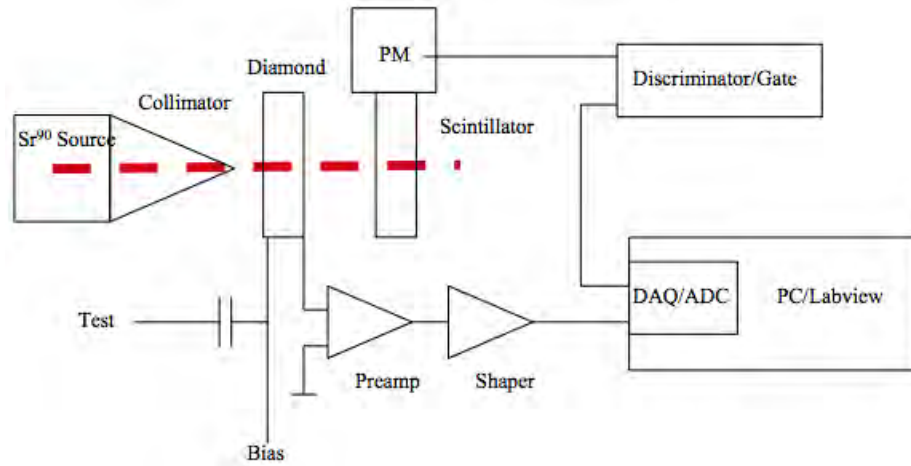 PM
Diamond
Discriminator/Gate
Collimator
Scintillator
Sr⁹⁰ Source
DAQ/ADC
PC/Labview
Test
Preamp
Shaper
Bias